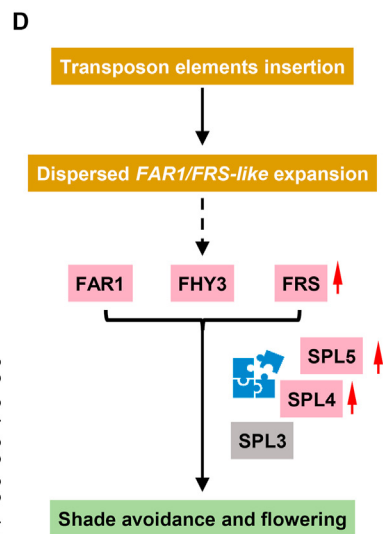 D
Transposon elements insertion
Dispersed FAR1/FRS-like expansion
FAR1 FHY3 FRS
SPL5
SPL4
SPL3
Shade avoidance and flowering